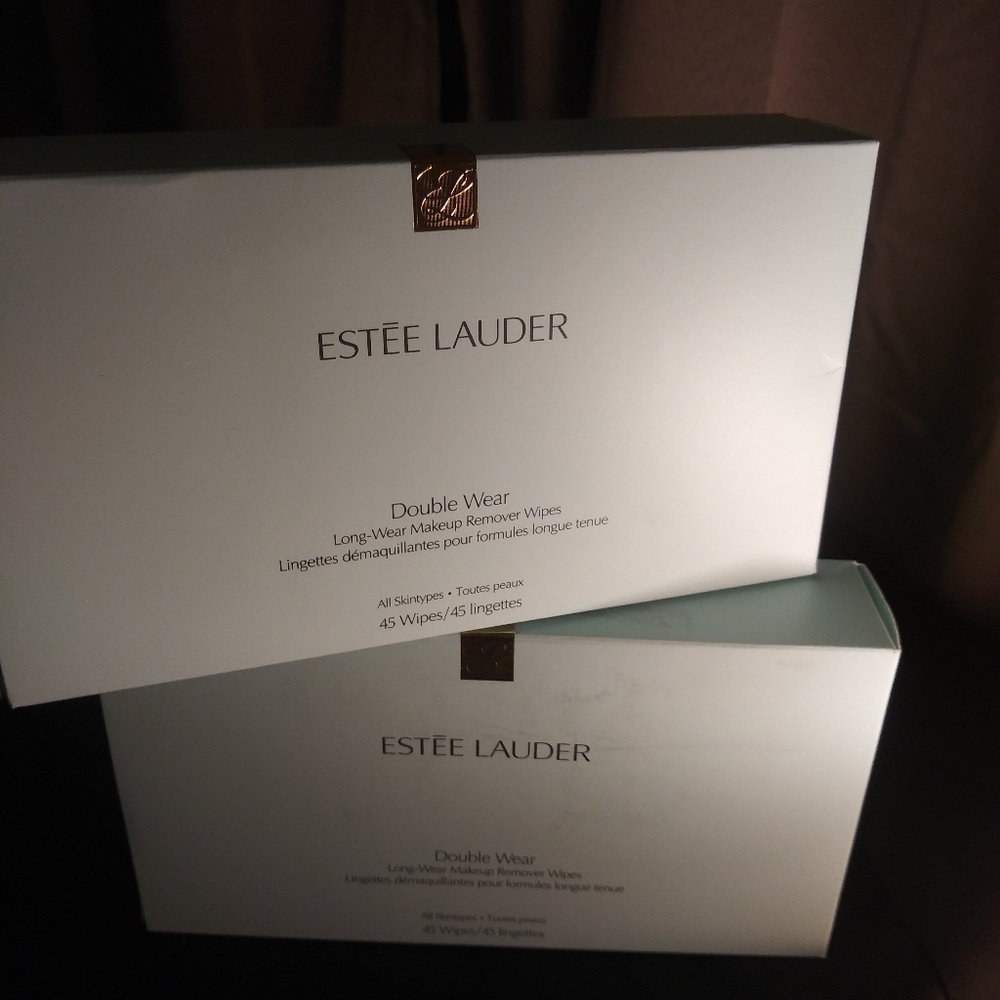 ESTĒE LAUDER
Double Wear
Long-Wear Makeup Remover Wipes
Lingettes démaquillantes pour formules longue tenue
All Skintypes • Toutes peaux
45 Wipes/45 lingettes
ESTĒE LAUDER
Double Wear
Long-Wear Makeup Remover Wipes
Lingettes démaquillantes pour formules longue tenue
All Skintypes • Toutes peaux
45 Wipes/45 lingettes